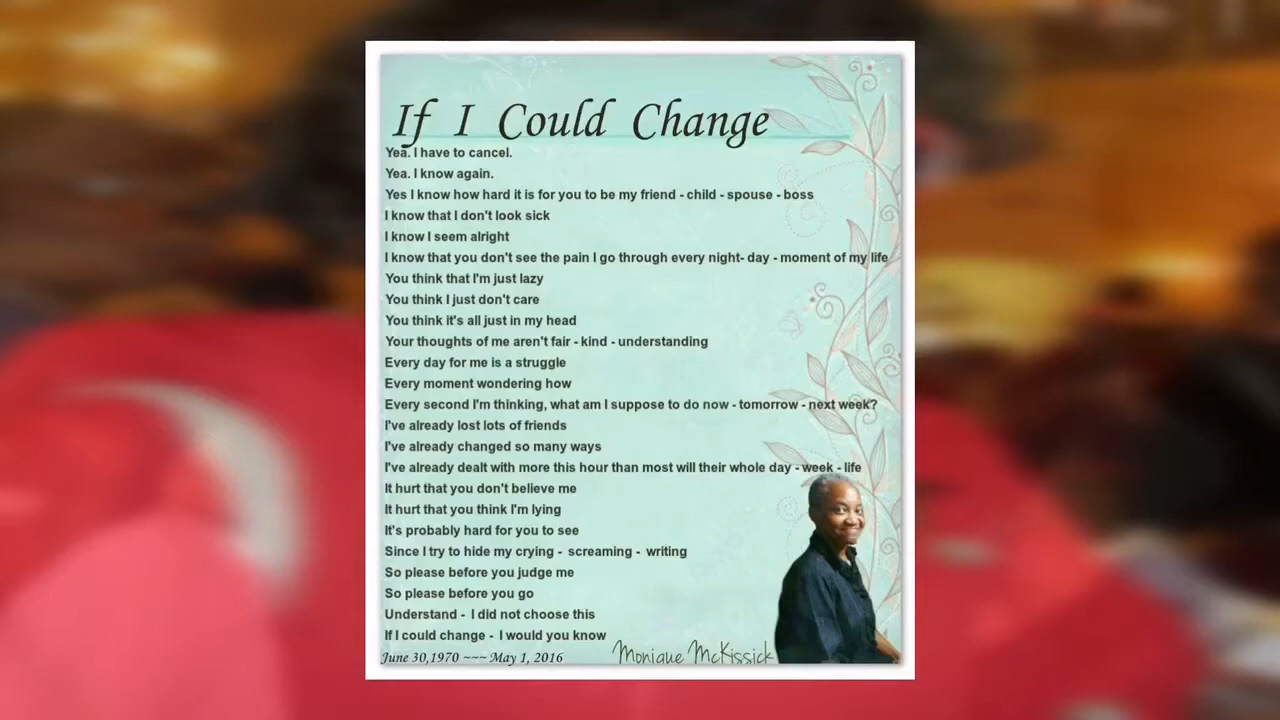 If I Could Change
Yea. I have to cancel.
Yea. I know again.
Yes I know how hard it is for you to be my friend - child - spouse - boss
I know that I don't look sick
I know I seem alright
I know that you don't see the pain I go through every night- day - moment of my life
You think that I'm just lazy
You think I just don't care
You think it's all just in my head
Your thoughts of me aren't fair - kind - understanding
Every day for me is a struggle
Every moment wondering how
Every second I'm thinking, what am I suppose to do now - tomorrow - next week?
I've already lost lots of friends
I've already changed so many ways
I've already dealt with more this hour than most will their whole day - week - life
It hurt that you don't believe me
It hurt that you think I'm lying
It's probably hard for you to see
Since I try to hide my crying - screaming - writing
So please before you judge me
So please before you go
Understand - I did not choose this
If I could change - I would you know
June 30,1970 ~~~ May 1, 2016 Monique McKissick